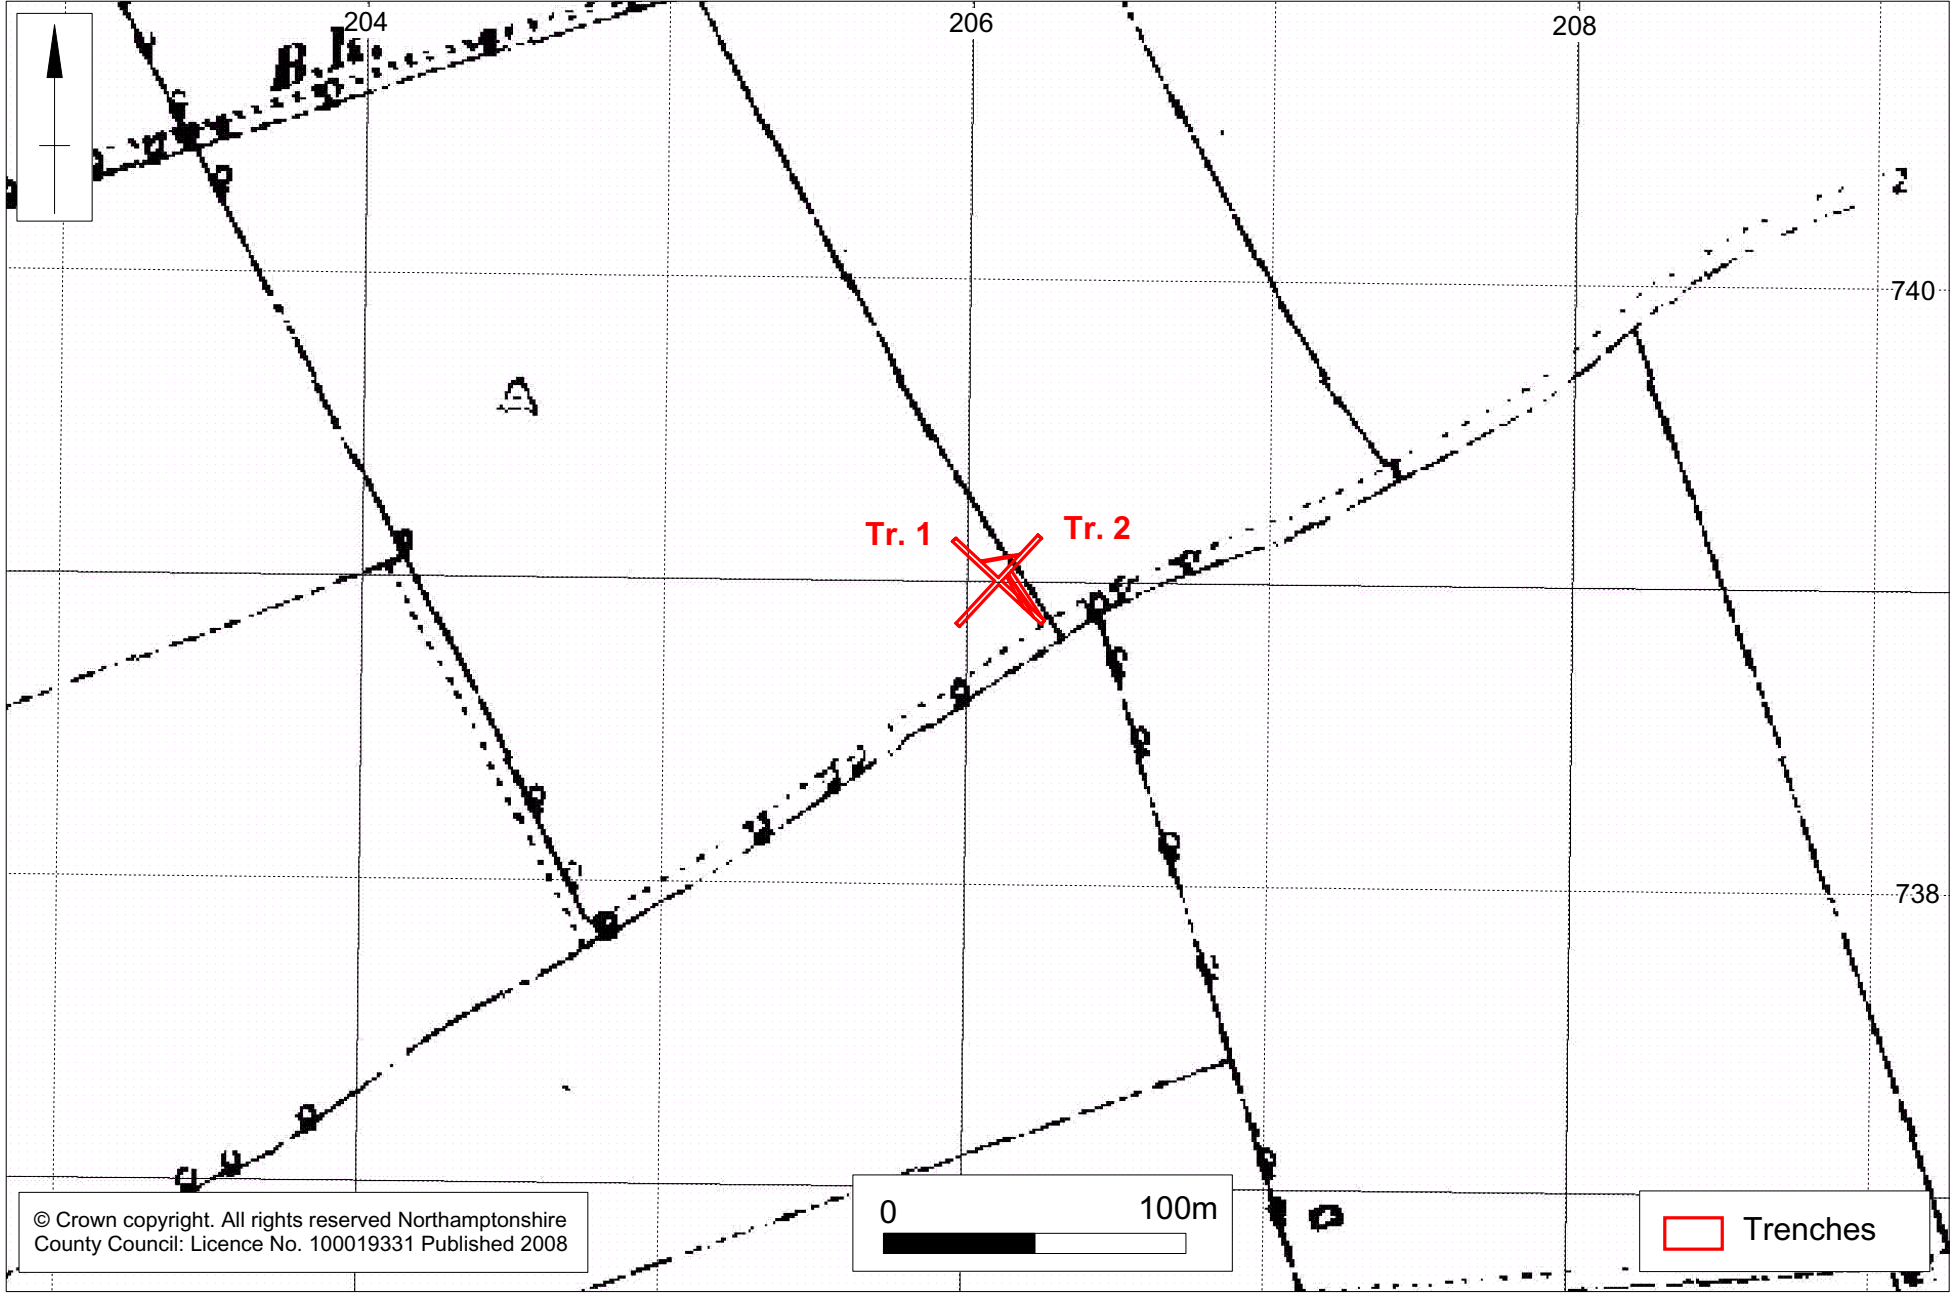 204
206
208
B.R.
740
Tr. 1
Tr. 2
738
© Crown copyright. All rights reserved Northamptonshire
County Council: Licence No. 100019331 Published 2008
0 100m
Trenches